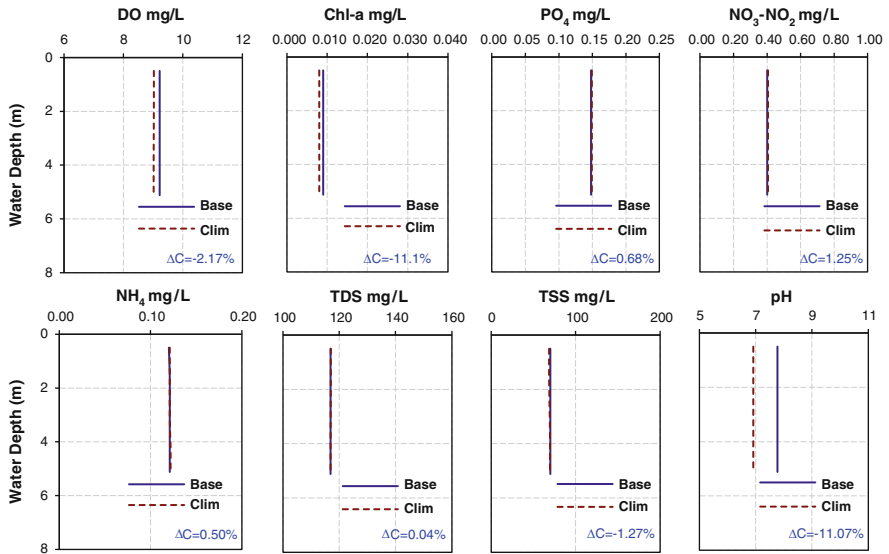 DO mg/L
6 8 10 12
Chl-a mg/L
0.000 0.010 0.020 0.030 0.040
PO4 mg/L
0.00 0.05 0.10 0.15 0.20 0.25
NO3-NO2 mg/L
0.00 0.20 0.40 0.60 0.80 1.00
Water Depth (m)
0
2
4
6
8
Base
Clim
ΔC=-2.17%
Base
Clim
ΔC=-11.1%
Base
Clim
ΔC=0.68%
Base
Clim
ΔC=1.25%
NH4 mg/L
0.00 0.10 0.20
TDS mg/L
100 120 140 160
TSS mg/L
0 100 200
pH
5 7 9 11
Water Depth (m)
0
2
4
6
8
Base
Clim
ΔC=0.50%
Base
Clim
ΔC=0.04%
Base
Clim
ΔC=-1.27%
Base
Clim
ΔC=-11.07%